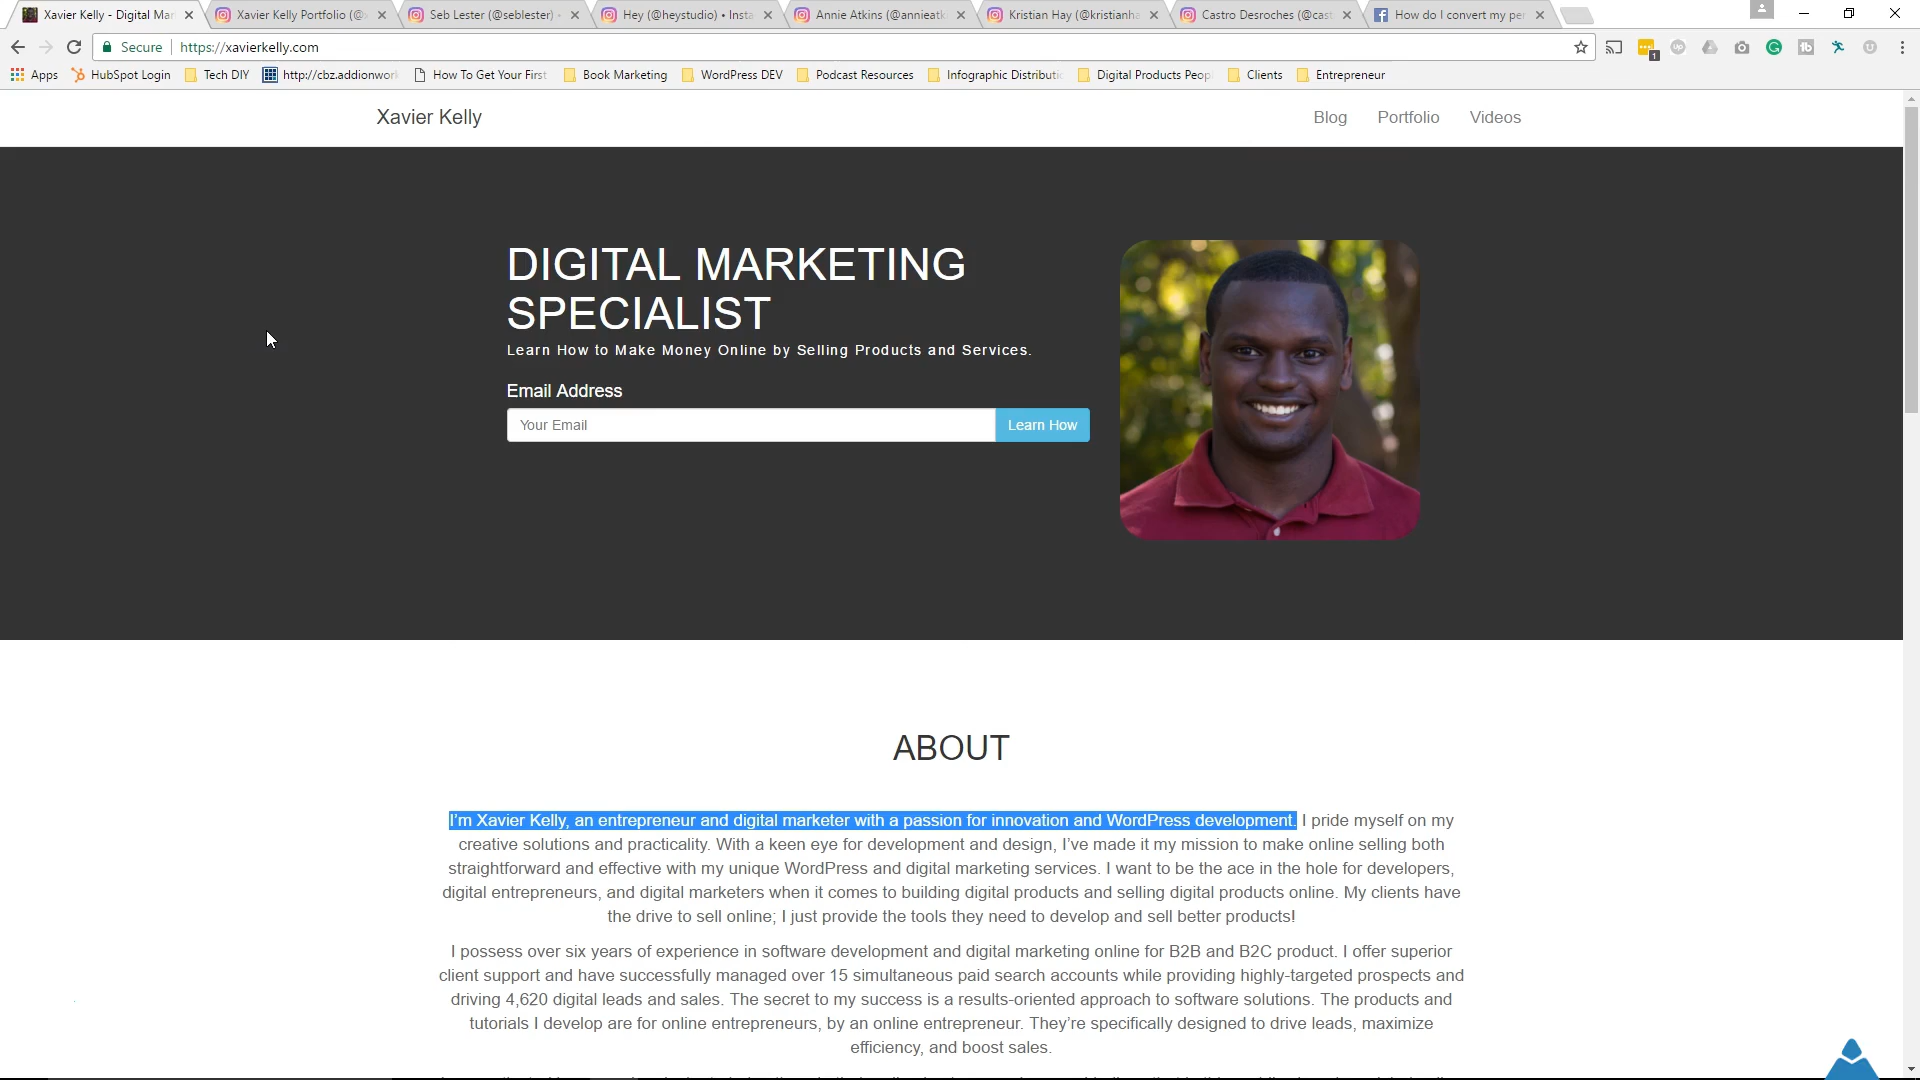 Xavier Kelly - Digital Mar
Xavier Kelly Portfolio (@x
Seb Lester (@seblester) •
Hey (@heystudio) • Insta
Annie Atkins (@annieatk
Kristian Hay (@kristianha
Castro Desroches (@cast
How do I convert my per
Secure
https://xavierkelly.com
1
Apps
HubSpot Login
Tech DIY
http://cbz.addionwork
How To Get Your First
Book Marketing
WordPress DEV
Podcast Resources
Infographic Distributic
Digital Products Peop
Clients
Entrepreneur
Xavier Kelly
Blog
Portfolio
Videos
DIGITAL MARKETING
SPECIALIST
Learn How to Make Money Online by Selling Products and Services.
Email Address
Your Email
Learn How
ABOUT
I'm Xavier Kelly, an entrepreneur and digital marketer with a passion for innovation and WordPress development. I pride myself on my
creative solutions and practicality. With a keen eye for development and design, I've made it my mission to make online selling both
straightforward and effective with my unique WordPress and digital marketing services. I want to be the ace in the hole for developers,
digital entrepreneurs, and digital marketers when it comes to building digital products and selling digital products online. My clients have
the drive to sell online; I just provide the tools they need to develop and sell better products!
I possess over six years of experience in software development and digital marketing online for B2B and B2C product. I offer superior
client support and have successfully managed over 15 simultaneous paid search accounts while providing highly-targeted prospects and
driving 4,620 digital leads and sales. The secret to my success is a results-oriented approach to software solutions. The products and
tutorials I develop are for online entrepreneurs, by an online entrepreneur. They're specifically designed to drive leads, maximize
efficiency, and boost sales.